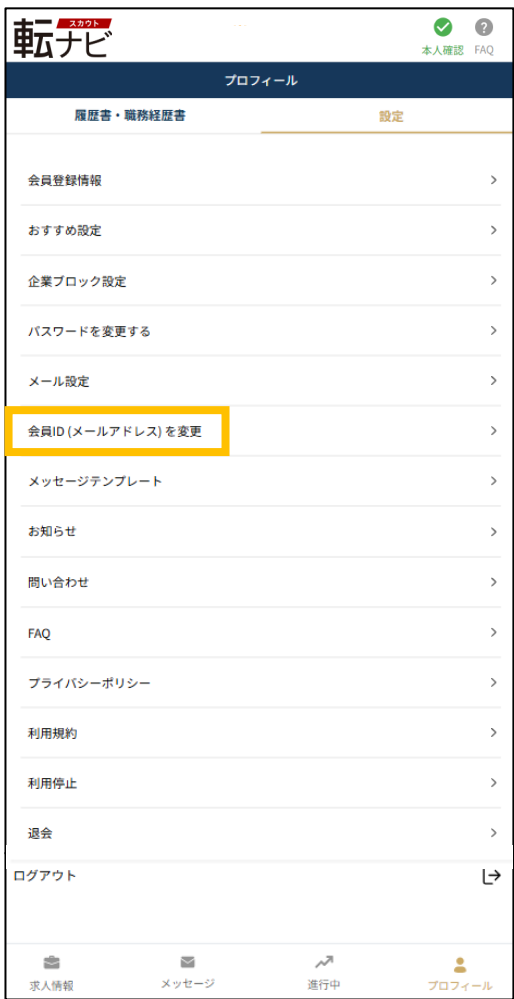 スカウト
転ナビ
?
本人確認 FAQ
プロフィール
履歴書・職務経歴書 設定
会員登録情報
おすすめ設定
企業ブロック設定
パスワードを変更する
メール設定
会員ID (メールアドレス) を変更
メッセージテンプレート
お知らせ
問い合わせ
FAQ
プライバシーポリシー
利用規約
利用停止
退会
ログアウト
求人情報 メッセージ 進行中 プロフィール